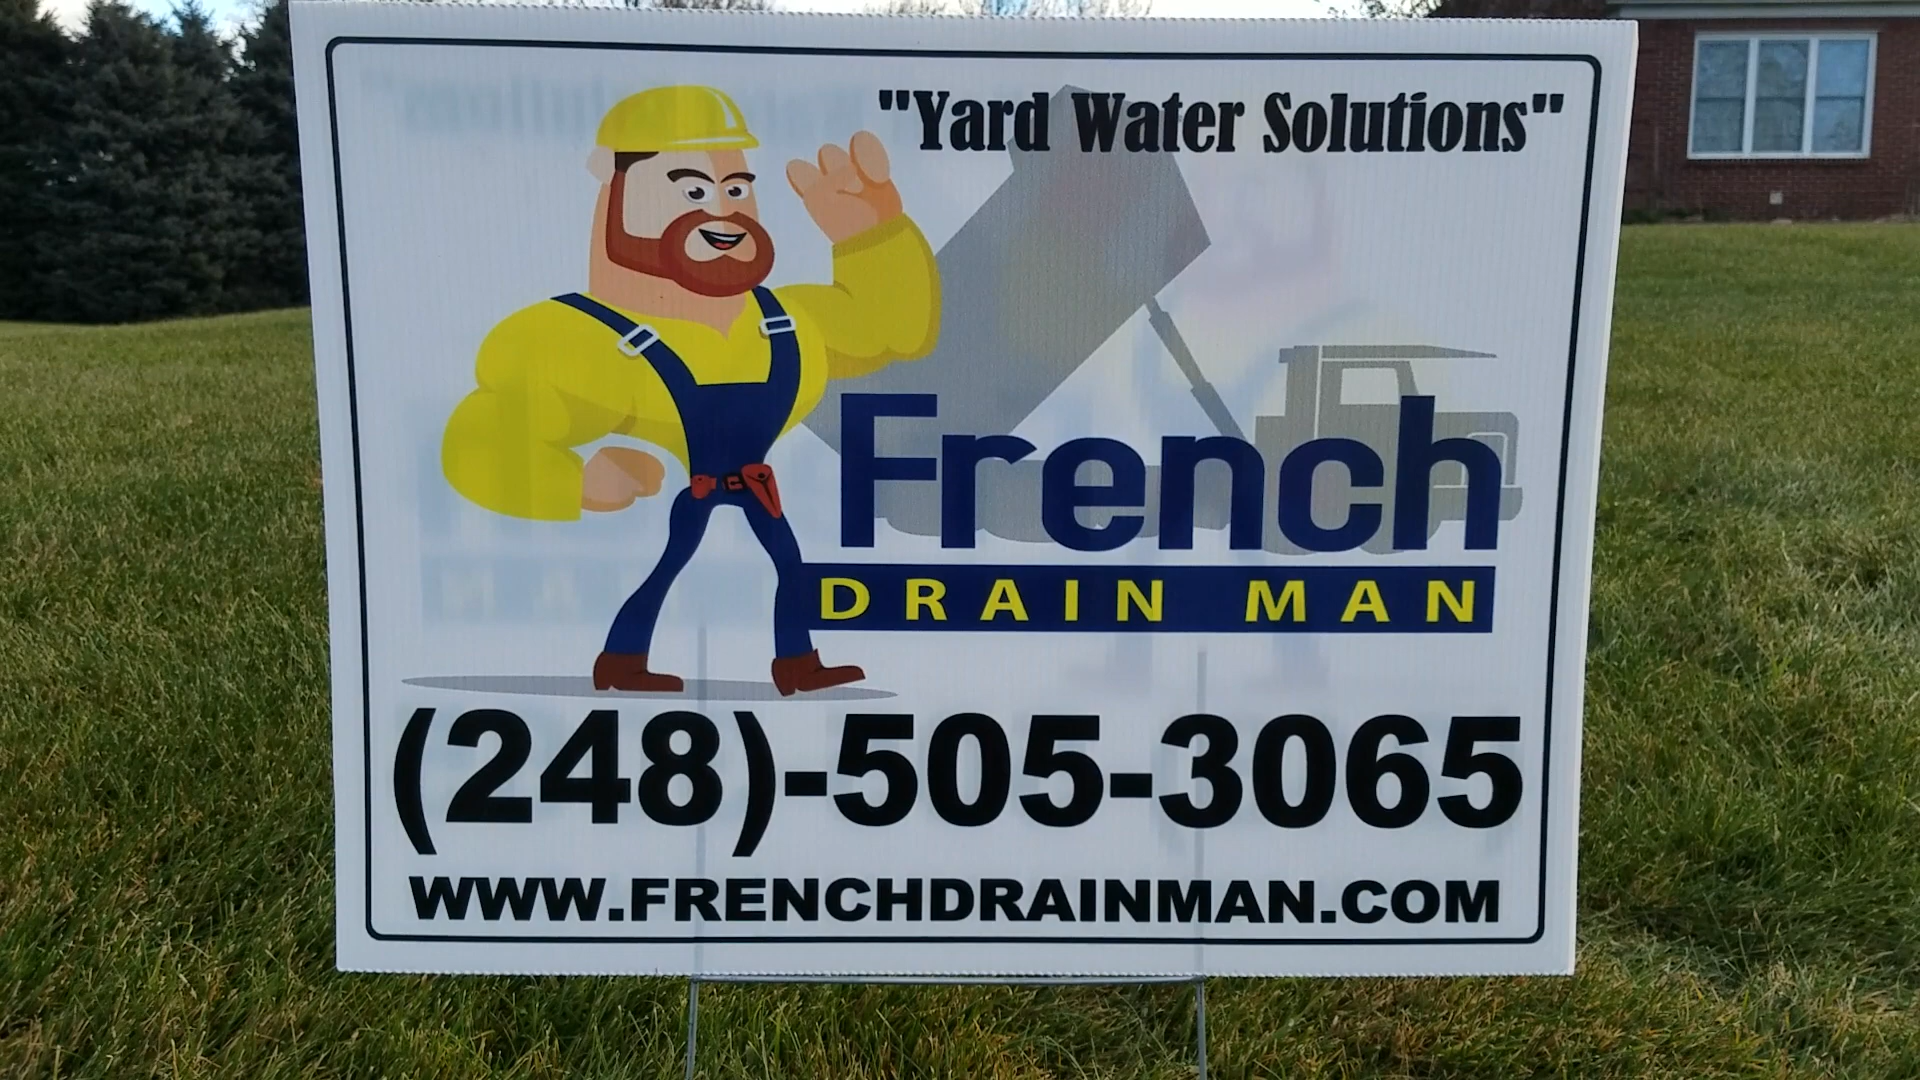 "Yard Water Solutions"
French
DRAIN MAN
(248)-505-3065
WWW.FRENCHDRAINMAN.COM